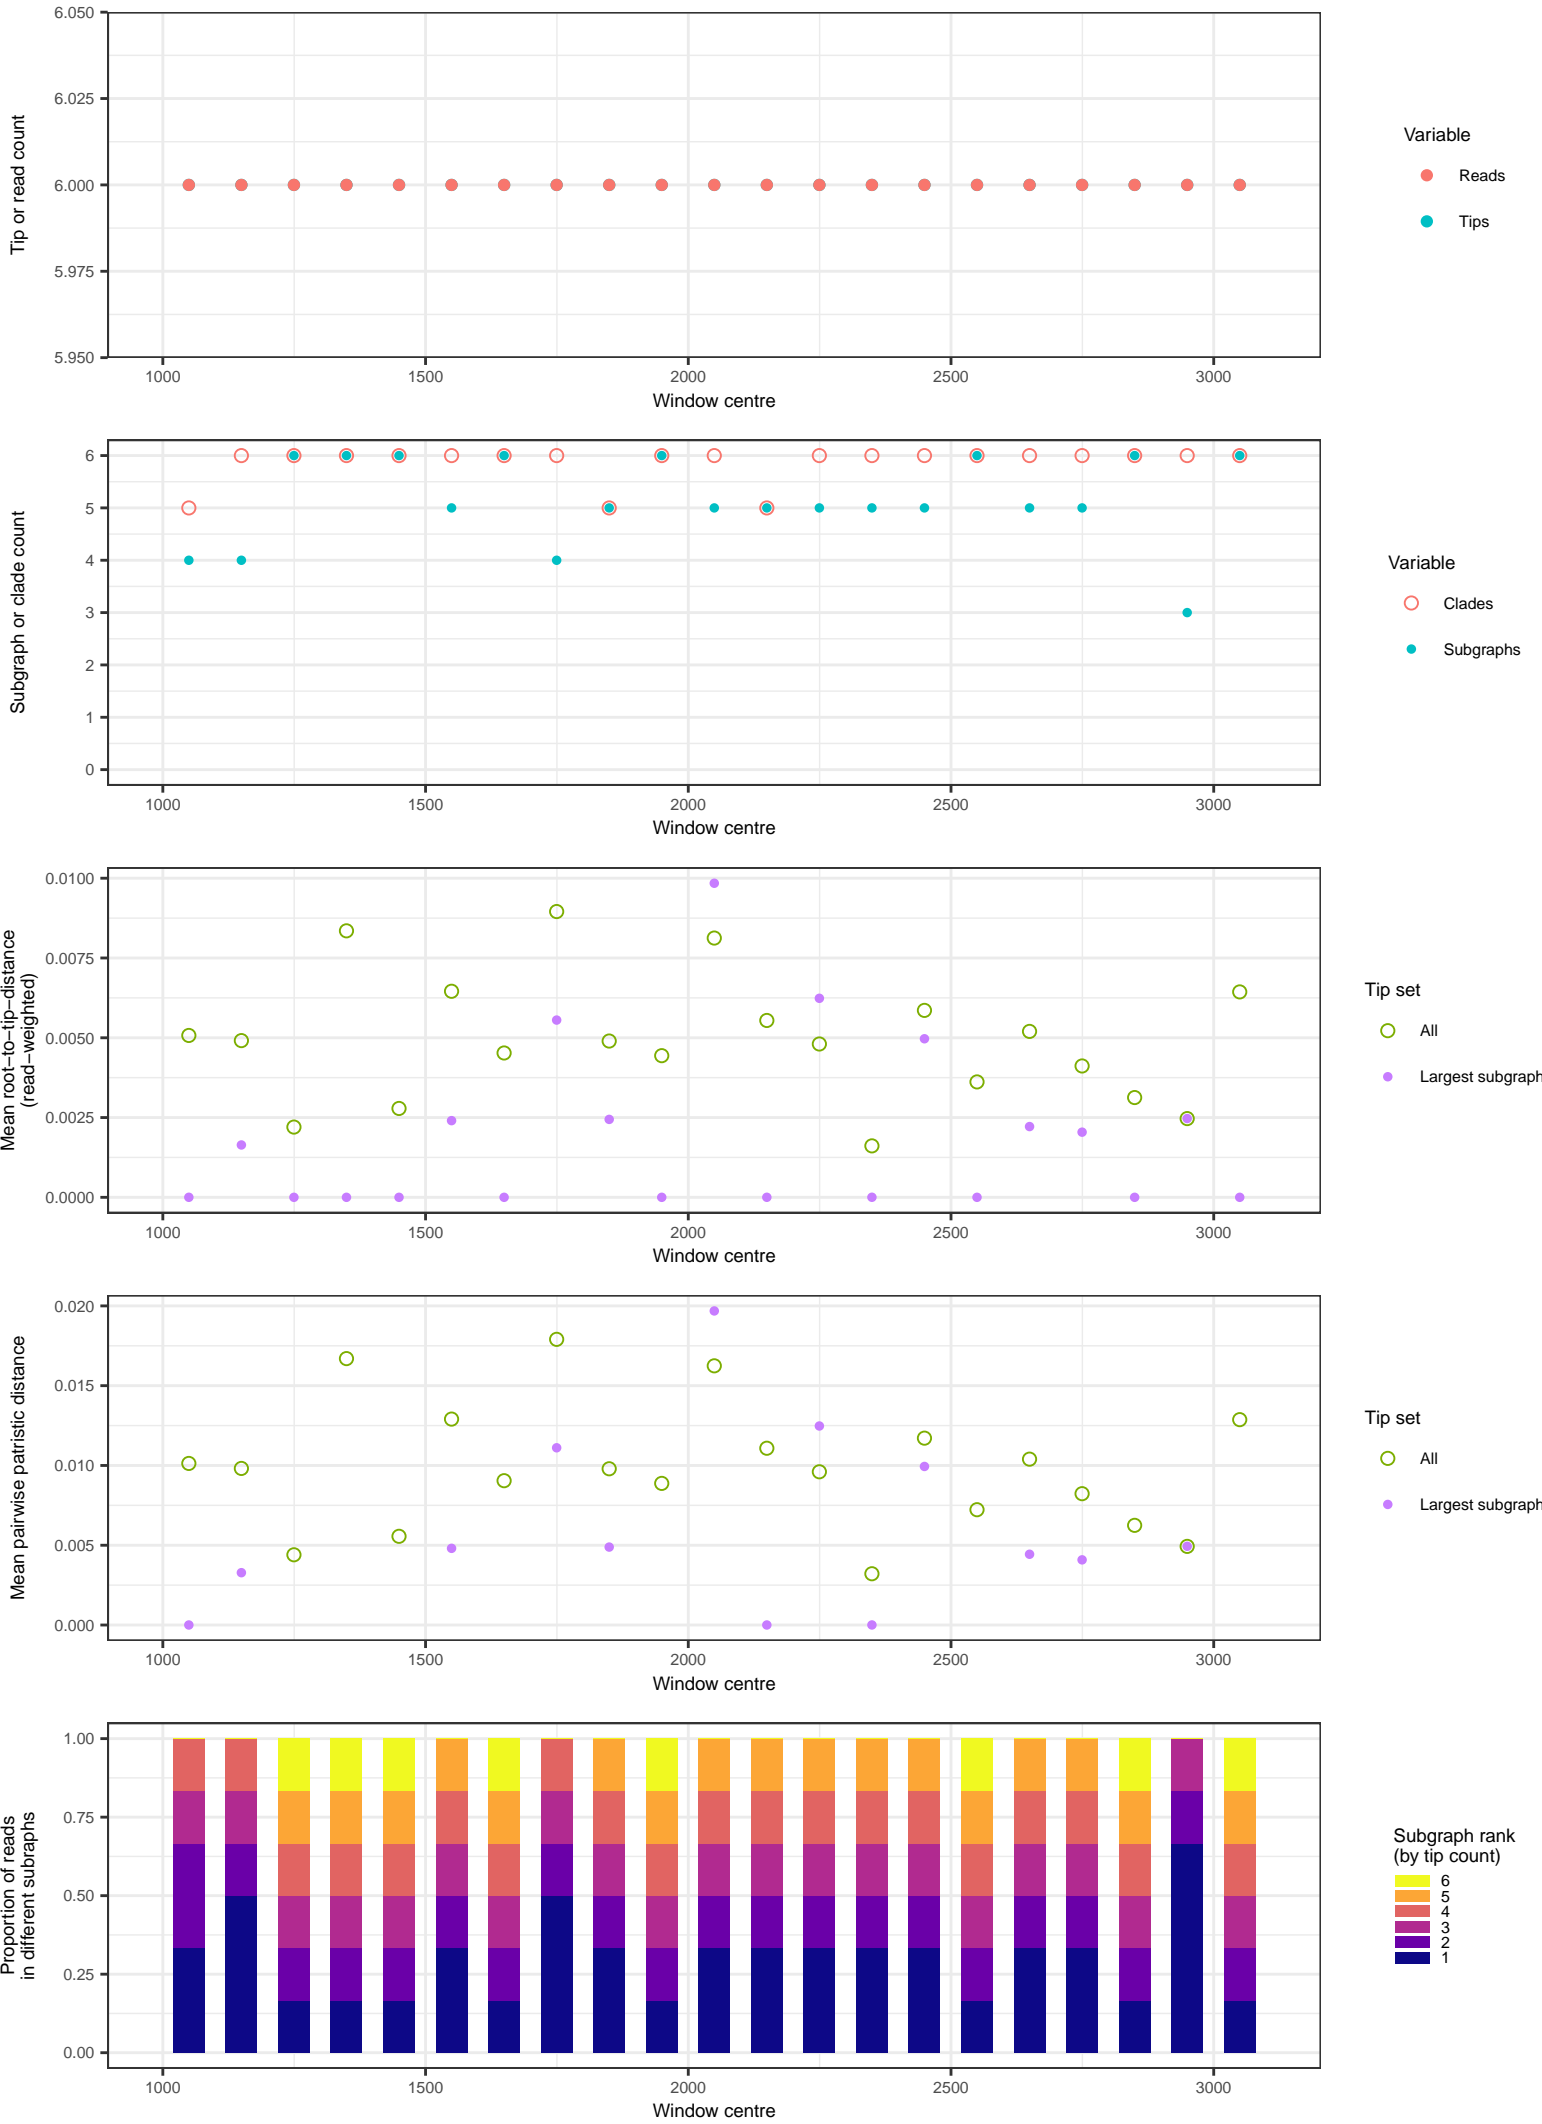 6.050
6.025
6.000
5.975
5.950
Tip or read count
1000 1500 2000 2500 3000
Window centre
Variable
Reads
Tips
6
5
4
3
2
1
0
Subgraph or clade count
1000 1500 2000 2500 3000
Window centre
Variable
Clades
Subgraphs
0.0100
0.0075
0.0050
0.0025
0.0000
Mean root−to−tip−distance
(read−weighted)
1000 1500 2000 2500 3000
Window centre
Tip set
All
Largest subgraph
0.020
0.015
0.010
0.005
0.000
Mean pairwise patristic distance
1000 1500 2000 2500 3000
Window centre
Tip set
All
Largest subgraph
1.00
0.75
0.50
0.25
0.00
Proportion of reads
in different subraphs
1000 1500 2000 2500 3000
Window centre
Subgraph rank
(by tip count)
6
5
4
3
2
1